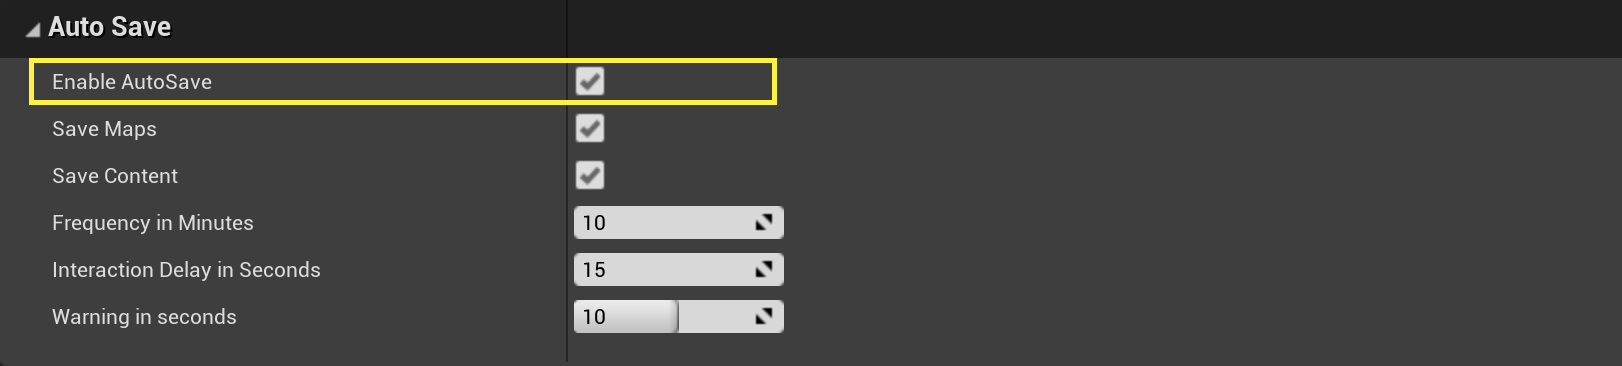 Auto Save
Enable AutoSave
Save Maps
Save Content
Frequency in Minutes 10
Interaction Delay in Seconds 15
Warning in seconds 10